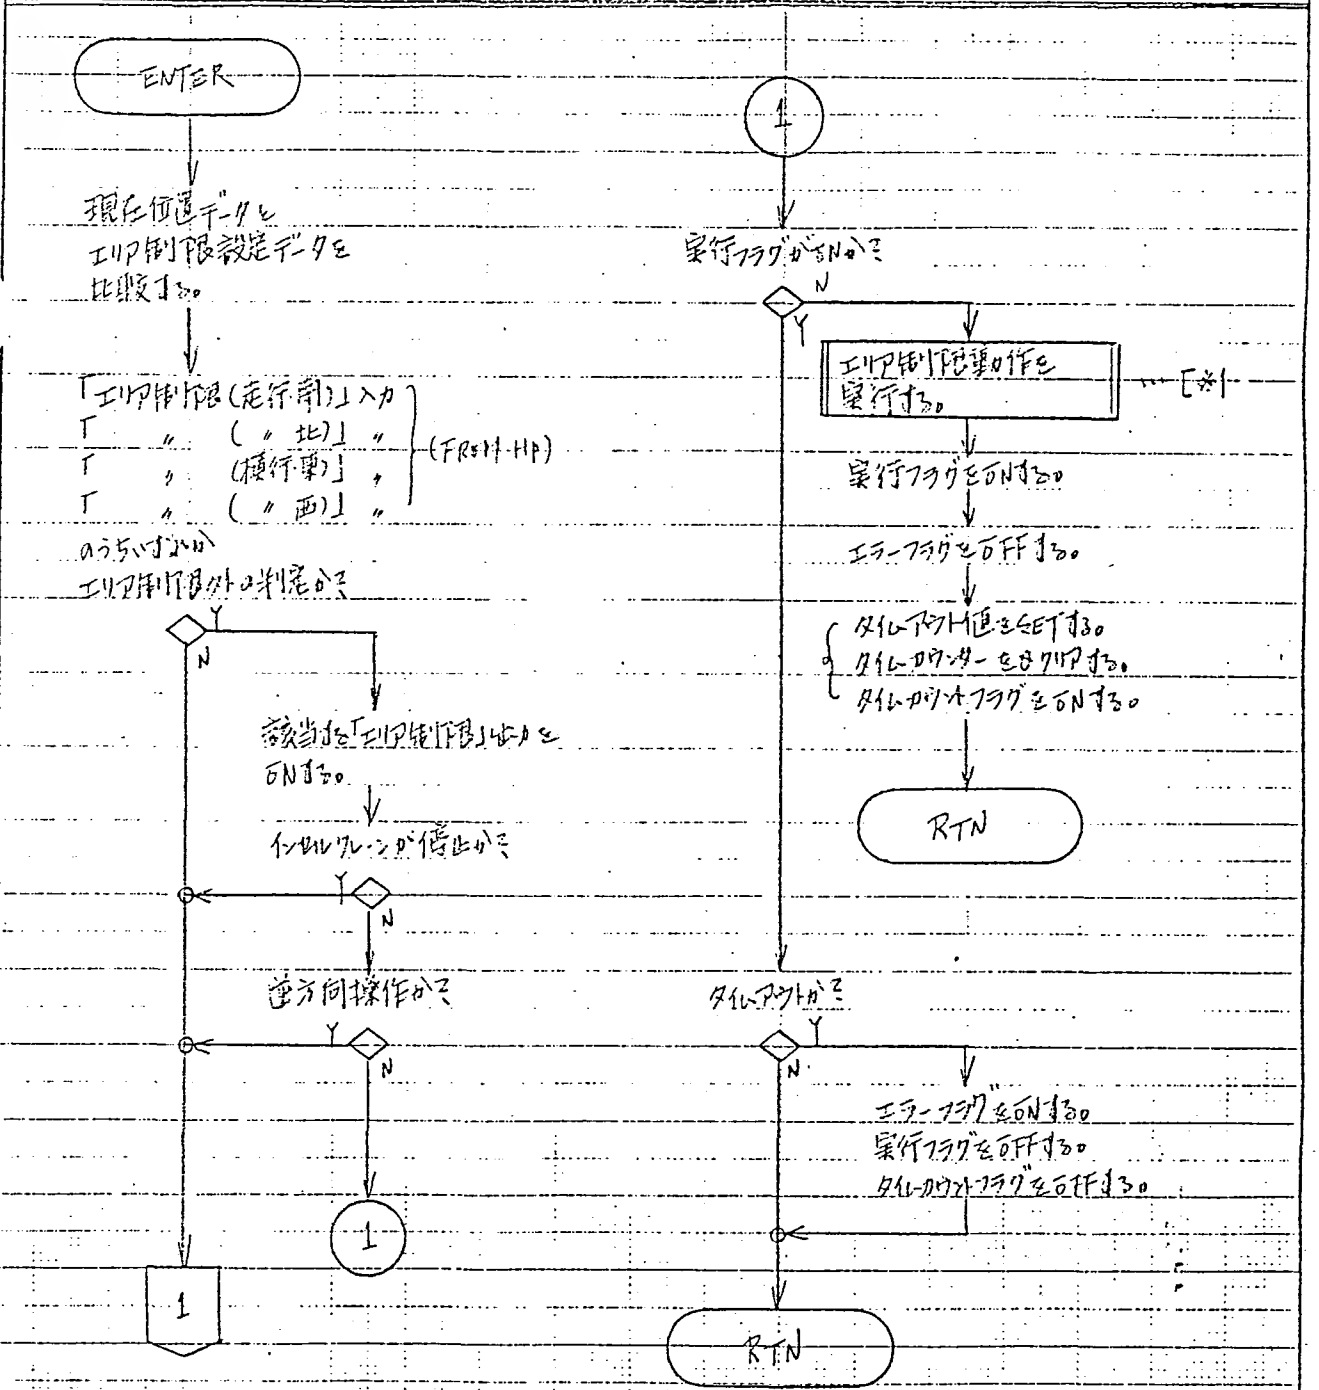 ENTER
現在位置データと
エリア制限設定データを
比較する。
「エリア制限(走行.南)」入力
「 〃 ( 〃 北)」 〃
「 〃 (横行.東)」 〃
「 〃 ( 〃 西)」 〃
(FROM-HP)
のうちいずれか
エリア制限外の判定か?
Y
N
該当する「エリア制限」出力を
ONする。
インセルクレーンが停止か?
Y
N
逆方向操作か?
Y
N
1
1
1
実行フラグがONか?
N
Y
エリア制限動作を
実行する。
… [※1
実行フラグをONする。
エラーフラグをOFFする。
タイムアウト値をSETする。
タイムカウンターを クリアする。
タイムカウントフラグをONする。
RTN
タイムアウトか?
Y
N
エラーフラグをONする。
実行フラグをOFFする。
タイムカウントフラグをOFFする。
RTN